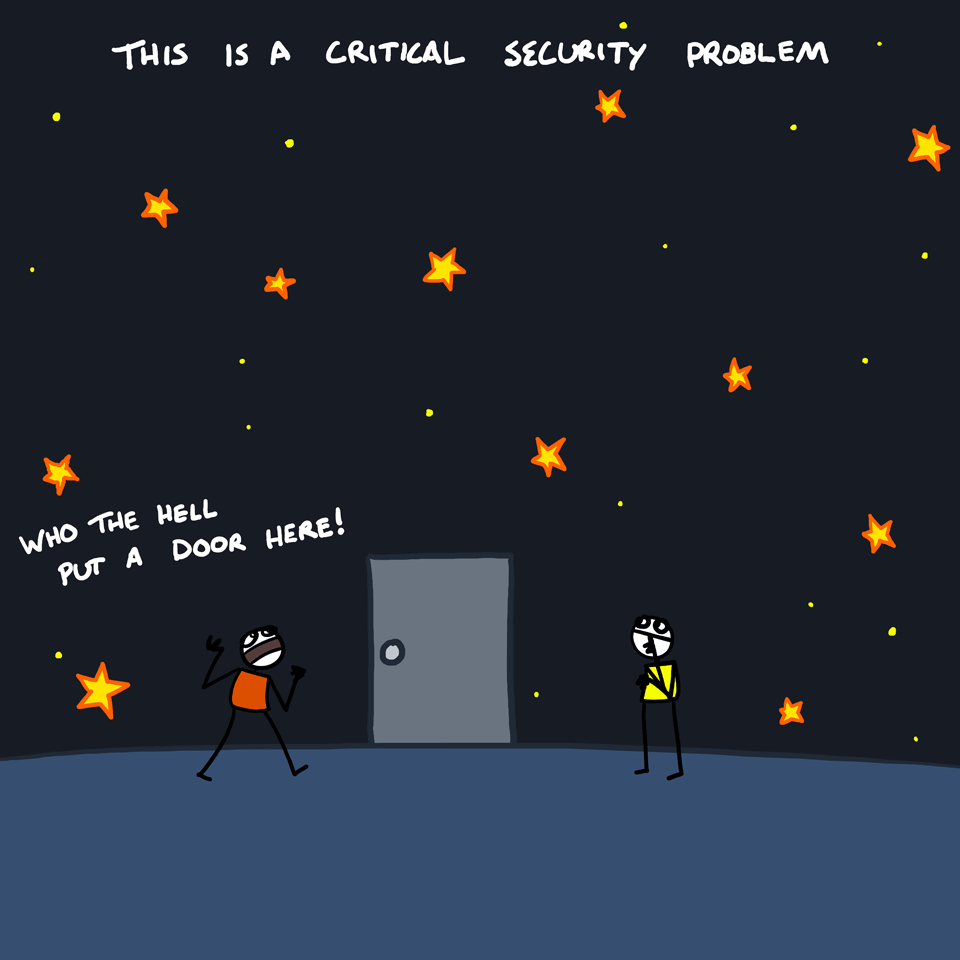 THIS IS A CRITICAL SECURITY PROBLEM
WHO THE HELL
PUT A DOOR HERE!